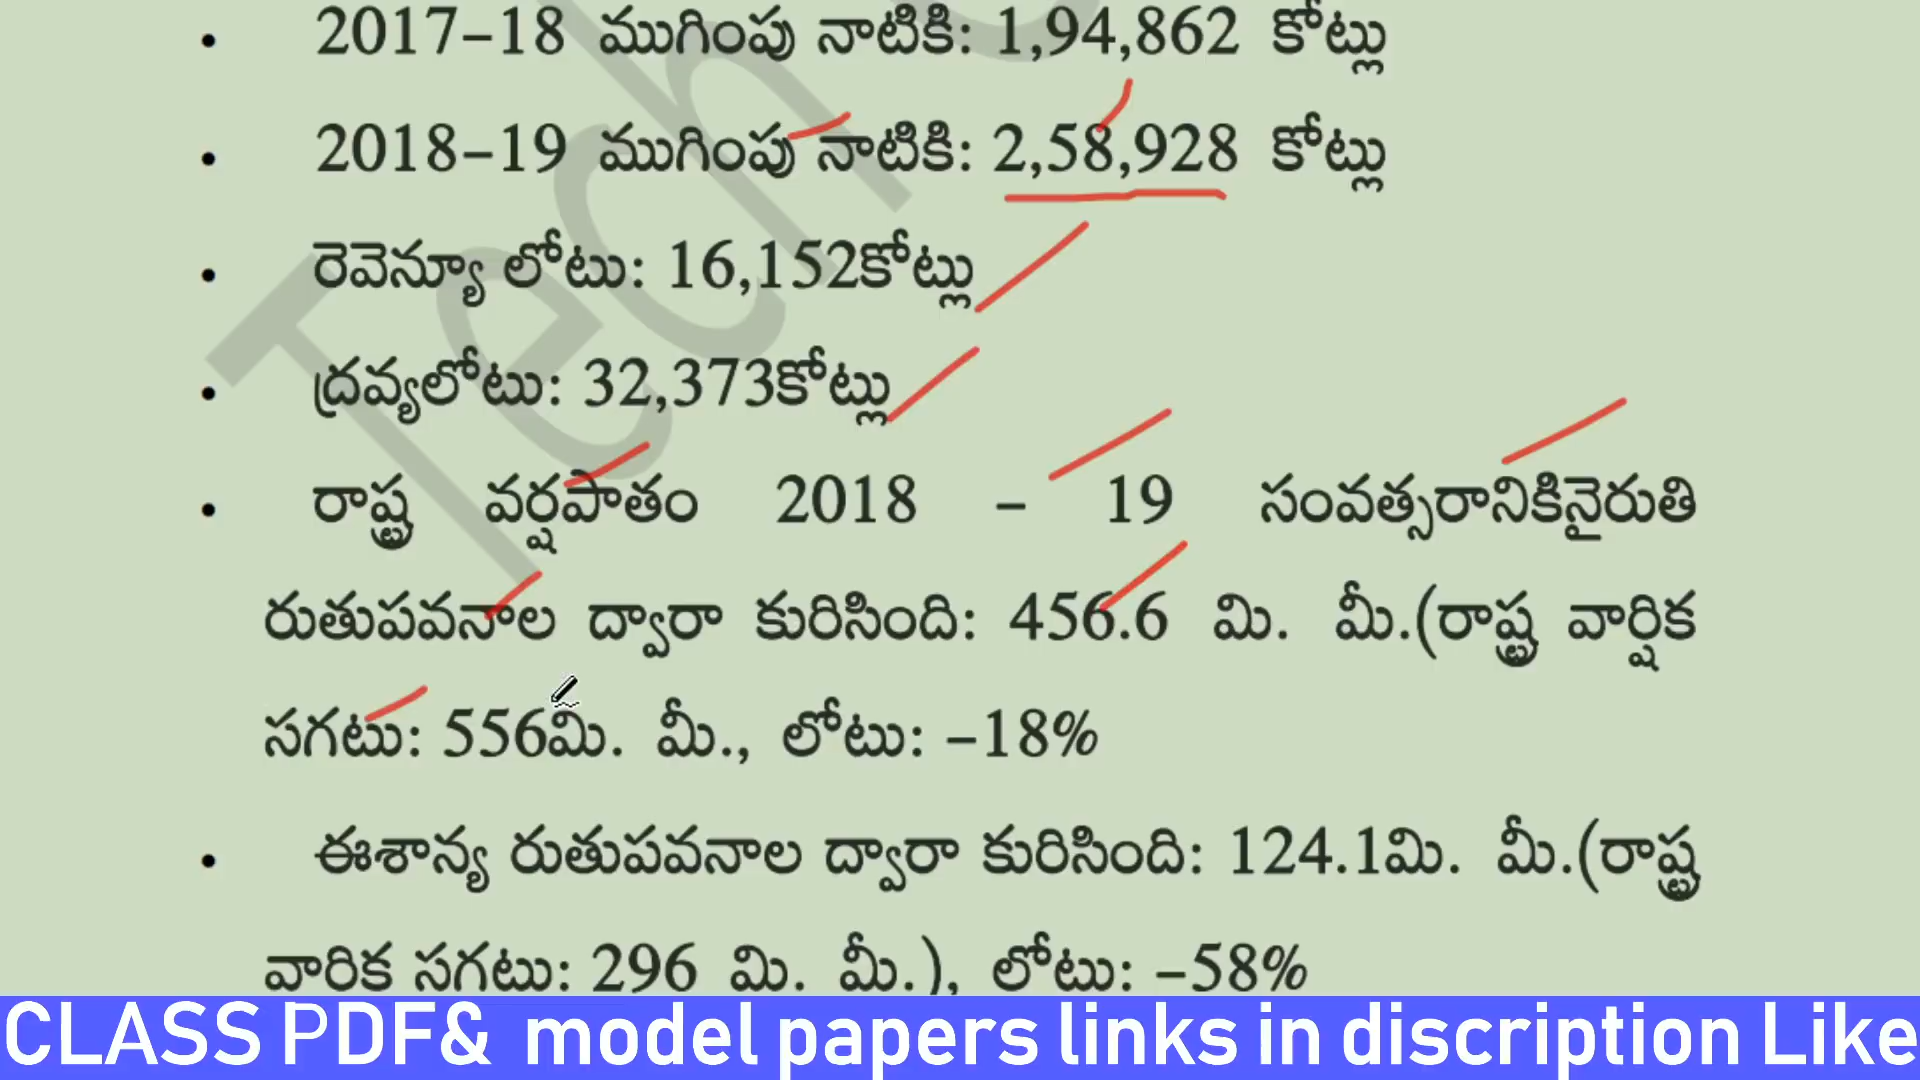 • 2017–18 ముగింపు నాటికి: 1,94,862 కోట్లు
• 2018–19 ముగింపు నాటికి: 2,58,928 కోట్లు
• రెవెన్యూ లోటు: 16,152కోట్లు
• ద్రవ్యలోటు: 32,373కోట్లు
• రాష్ట్ర వర్షపాతం 2018 – 19 సంవత్సరానికినైరుతి
రుతుపవనాల ద్వారా కురిసింది: 456.6 మి. మీ.(రాష్ట్ర వార్షిక
సగటు: 556మి. మీ., లోటు: –18%
• ఈశాన్య రుతుపవనాల ద్వారా కురిసింది: 124.1మి. మీ.(రాష్ట్ర
వారిక సగటు: 296 మి. మీ.), లోటు: –58%
CLASS PDF& model papers links in discription Like